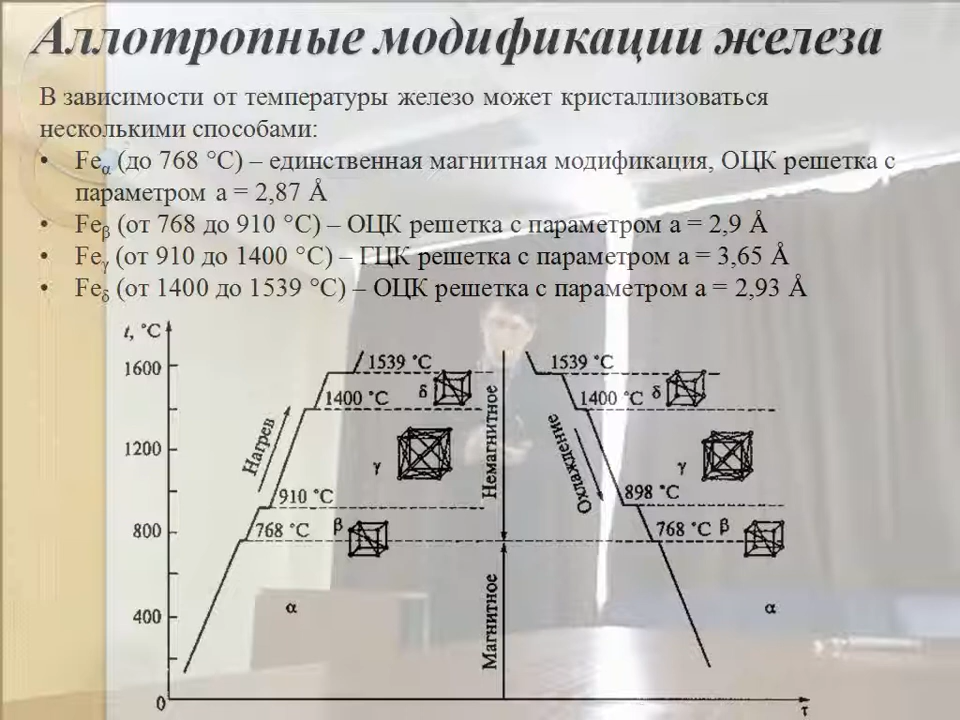 Аллотропные модификации железа
В зависимости от температуры железо может кристаллизоваться
несколькими способами:
• Feα (до 768 °С) – единственная магнитная модификация, ОЦК решетка с
параметром а = 2,87 Å
• Feβ (от 768 до 910 °С) – ОЦК решетка с параметром а = 2,9 Å
• Feγ (от 910 до 1400 °С) – ГЦК решетка с параметром а = 3,65 Å
• Feδ (от 1400 до 1539 °С) – ОЦК решетка с параметром а = 2,93 Å
t, °С
1600
1200
800
400
0
Нагрев
1539 °С
1400 °С
δ
γ
910 °С
768 °С
β
α
Немагнитное
Магнитное
Охлаждение
1539 °С
1400 °С
δ
γ
898 °С
768 °С
β
α
τ